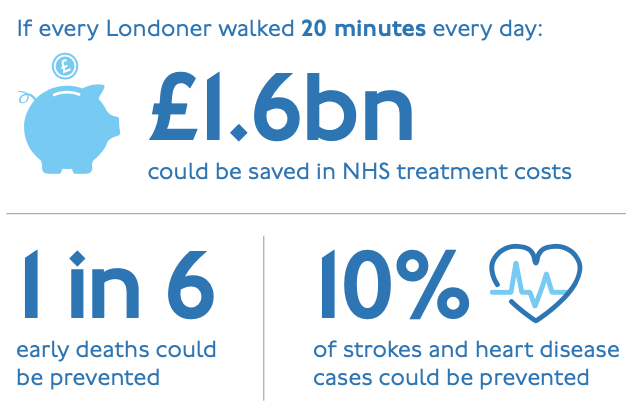 If every Londoner walked 20 minutes every day:
£
£1.6bn
could be saved in NHS treatment costs
1 in 6
early deaths could
be prevented
10%
of strokes and heart disease
cases could be prevented